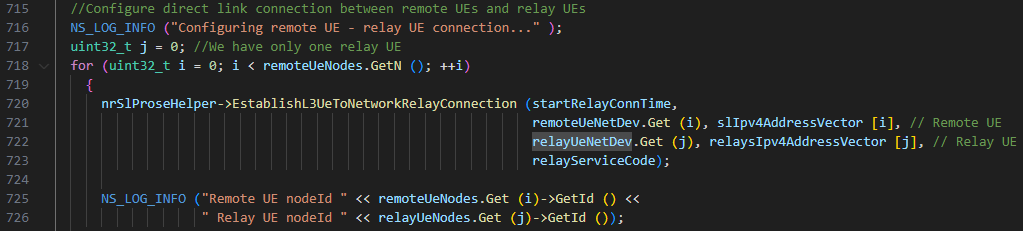 715 //Configure direct link connection between remote UEs and relay UEs
716 NS_LOG_INFO ("Configuring remote UE - relay UE connection..." );
717 uint32_t j = 0; //We have only one relay UE
718 for (uint32_t i = 0; i < remoteUeNodes.GetN (); ++i)
719 {
720 nrSlProseHelper->EstablishL3UeToNetworkRelayConnection (startRelayConnTime,
721 remoteUeNetDev.Get (i), slIpv4AddressVector [i], // Remote UE
722 relayUeNetDev.Get (j), relaysIpv4AddressVector [j], // Relay UE
723 relayServiceCode);
724
725 NS_LOG_INFO ("Remote UE nodeId " << remoteUeNodes.Get (i)->GetId () <<
726 " Relay UE nodeId " << relayUeNodes.Get (j)->GetId ());